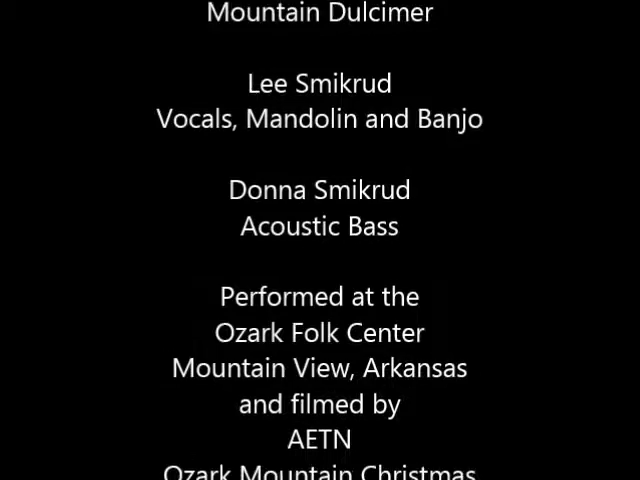 Mountain Dulcimer
Lee Smikrud
Vocals, Mandolin and Banjo
Donna Smikrud
Acoustic Bass
Performed at the
Ozark Folk Center
Mountain View, Arkansas
and filmed by
AETN
Ozark Mountain Christmas